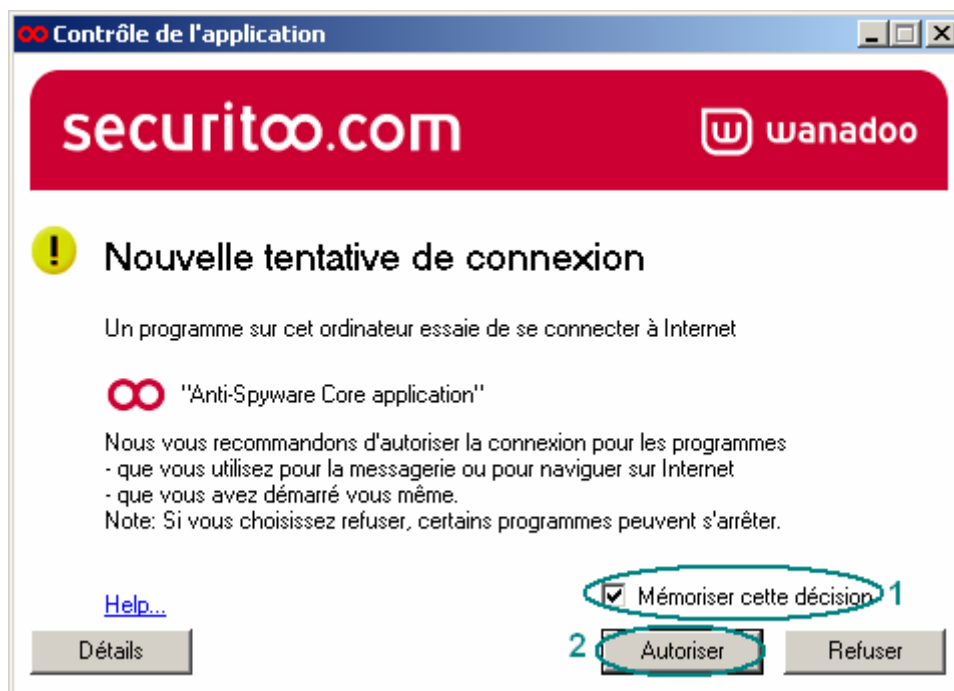 Contrôle de l'application
securitoo.com
wanadoo
Nouvelle tentative de connexion
Un programme sur cet ordinateur essaie de se connecter à Internet
"Anti-Spyware Core application"
Nous vous recommandons d'autoriser la connexion pour les programmes
- que vous utilisez pour la messagerie ou pour naviguer sur Internet
- que vous avez démarré vous même.
Note: Si vous choisissez refuser, certains programmes peuvent s'arrêter.
Mémoriser cette décision 1
Help...
Détails
2 Autoriser
Refuser